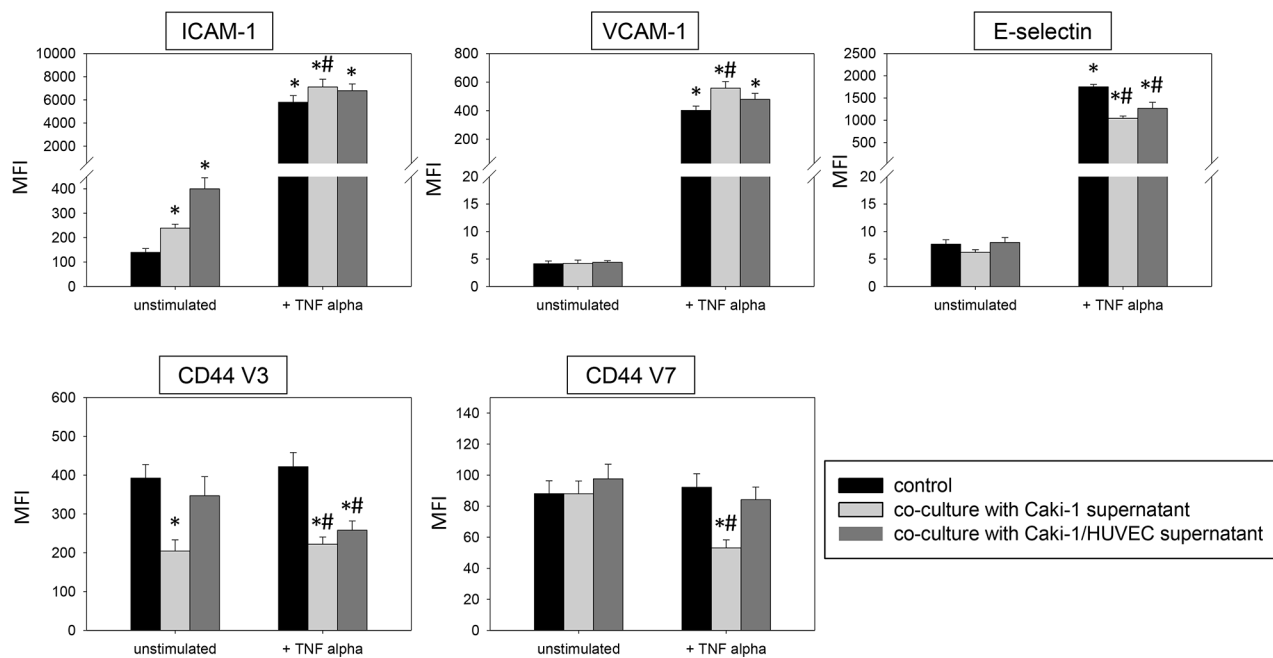 ICAM-1
MFI
10000
8000
6000
4000
2000
400
300
200
100
0
*
*
*
*#
*
unstimulated
+ TNF alpha
VCAM-1
MFI
800
600
400
200
20
15
10
5
0
*
*#
*
unstimulated
+ TNF alpha
E-selectin
MFI
2500
2000
1500
1000
500
20
15
10
5
0
*
*#
*#
unstimulated
+ TNF alpha
CD44 V3
MFI
600
500
400
300
200
100
0
*
*#
*#
unstimulated
+ TNF alpha
CD44 V7
MFI
140
120
100
80
60
40
20
0
*#
unstimulated
+ TNF alpha
control
co-culture with Caki-1 supernatant
co-culture with Caki-1/HUVEC supernatant